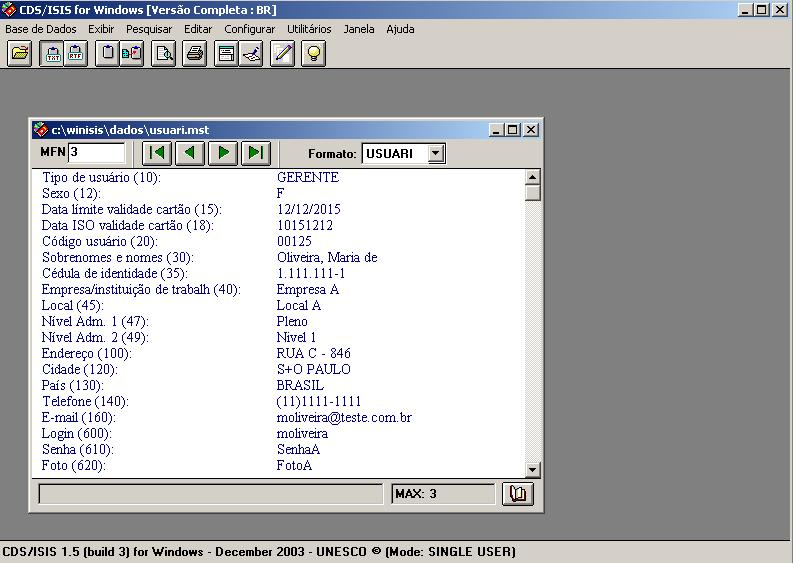 CDS/ISIS for Windows [Versão Completa : BR]
Base de Dados Exibir Pesquisar Editar Configurar Utilitários Janela Ajuda
TXT RTF
c:\winisis\dados\usuari.mst
MFN 3 Formato: USUARI
Tipo de usuário (10): GERENTE
Sexo (12): F
Data límite validade cartão (15): 12/12/2015
Data ISO validade cartão (18): 10151212
Código usuário (20): 00125
Sobrenomes e nomes (30): Oliveira, Maria de
Cédula de identidade (35): 1.111.111-1
Empresa/instituição de trabalh (40): Empresa A
Local (45): Local A
Nível Adm. 1 (47): Pleno
Nível Adm. 2 (49): Nivel 1
Endereço (100): RUA C - 846
Cidade (120): S+O PAULO
País (130): BRASIL
Telefone (140): (11)1111-1111
E-mail (160): moliveira@teste.com.br
Login (600): moliveira
Senha (610): SenhaA
Foto (620): FotoA
MAX: 3
CDS/ISIS 1.5 (build 3) for Windows - December 2003 - UNESCO © (Mode: SINGLE USER)